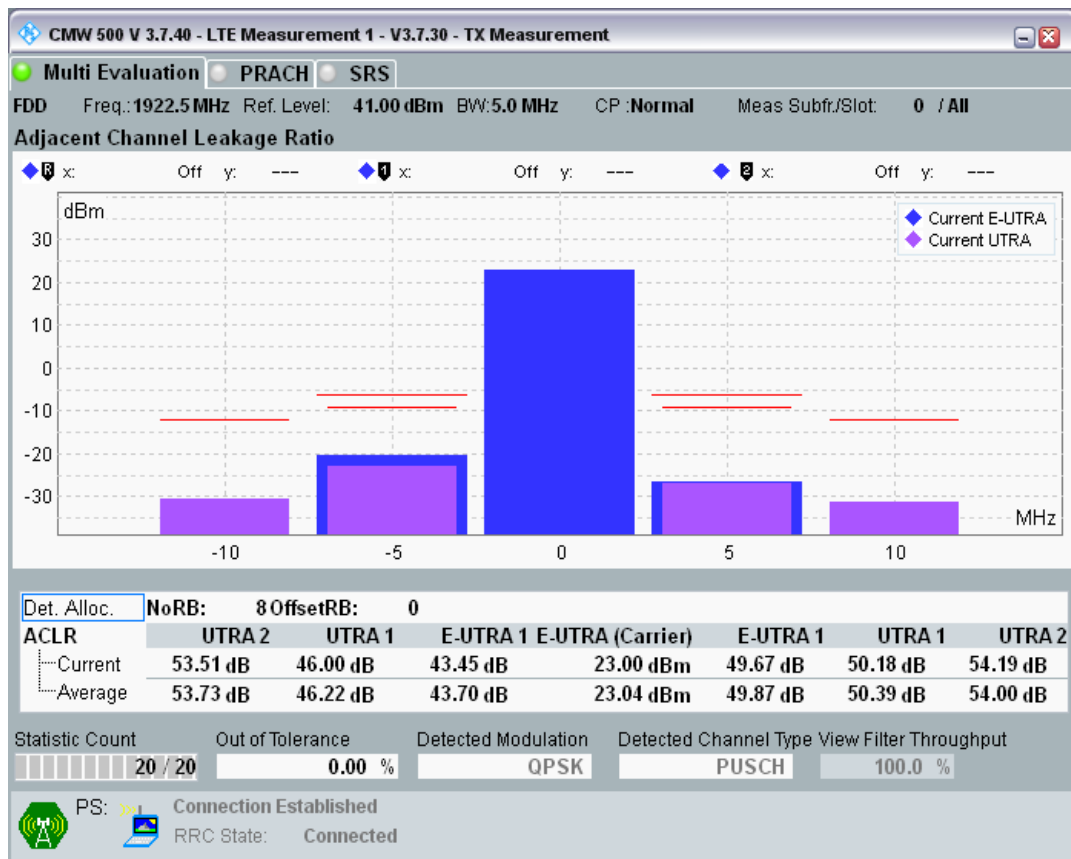 CMW 500 V 3.7.40 - LTE Measurement 1 - V3.7.30 - TX Measurement
Multi Evaluation PRACH SRS
FDD Freq.: 1922.5 MHz Ref. Level: 41.00 dBm BW: 5.0 MHz CP : Normal Meas Subfr./Slot: 0 / All
Adjacent Channel Leakage Ratio
R x: Off y: --- 1 x: Off y: --- 2 x: Off y: ---
dBm
Current E-UTRA
Current UTRA
30
20
10
0
-10
-20
-30
MHz
-10 -5 0 5 10
Det. Alloc. NoRB: 8 OffsetRB: 0
ACLR UTRA 2 UTRA 1 E-UTRA 1 E-UTRA (Carrier) E-UTRA 1 UTRA 1 UTRA 2
Current 53.51 dB 46.00 dB 43.45 dB 23.00 dBm 49.67 dB 50.18 dB 54.19 dB
Average 53.73 dB 46.22 dB 43.70 dB 23.04 dBm 49.87 dB 50.39 dB 54.00 dB
Statistic Count Out of Tolerance Detected Modulation Detected Channel Type View Filter Throughput
20 / 20 0.00 % QPSK PUSCH 100.0 %
PS: Connection Established
RRC State: Connected